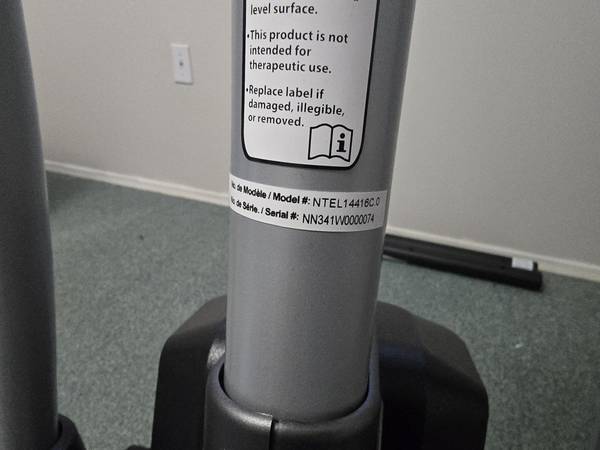 level surface.
•This product is not
intended for
therapeutic use.
•Replace label if
damaged, illegible,
or removed.
i
de Modèle / Model #: NTEL14416C.0
de Série. / Serial #: NN341W0000074